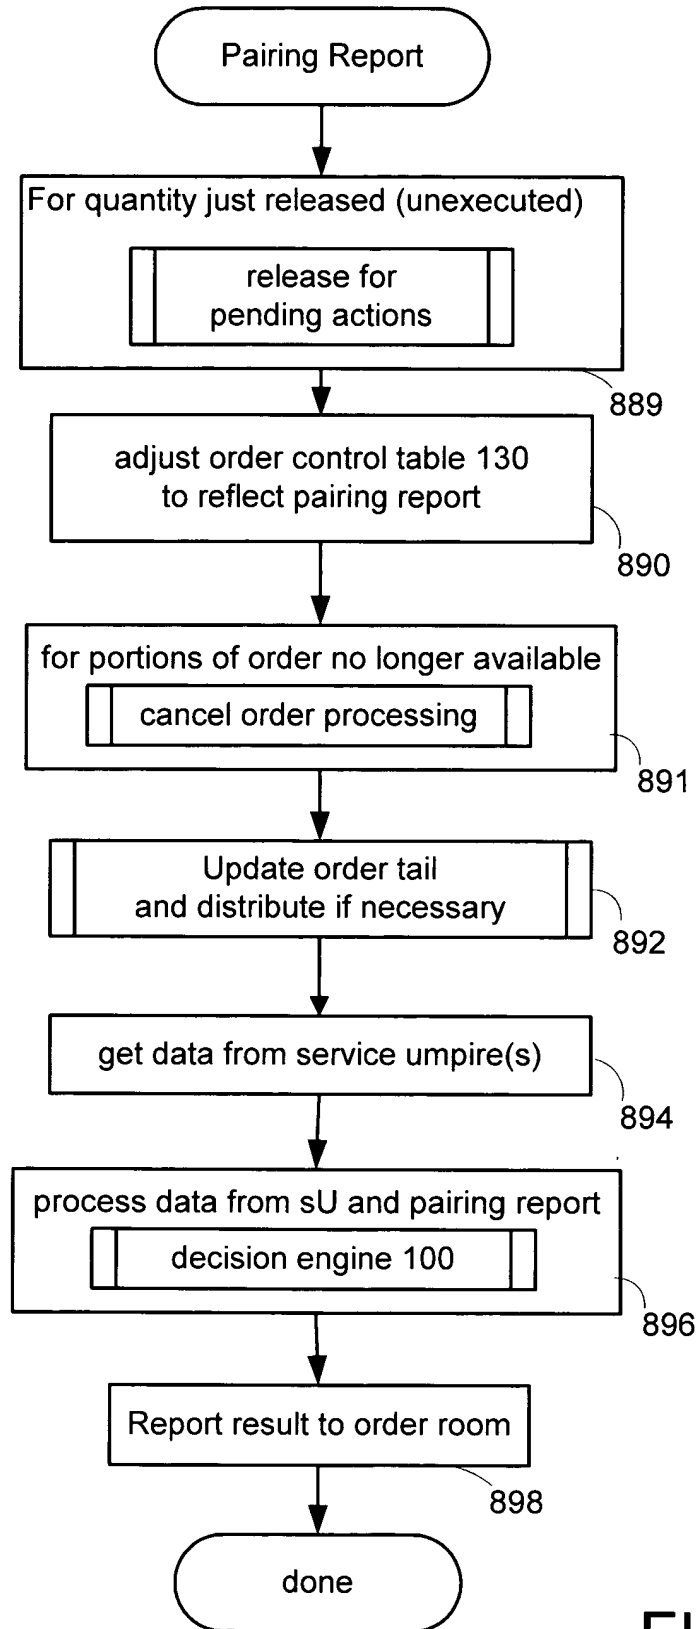 Pairing Report
For quantity just released (unexecuted)
release for
pending actions
889
adjust order control table 130
to reflect pairing report
890
for portions of order no longer available
cancel order processing
891
Update order tail
and distribute if necessary
892
get data from service umpire(s)
894
process data from sU and pairing report
decision engine 100
896
Report result to order room
898
done